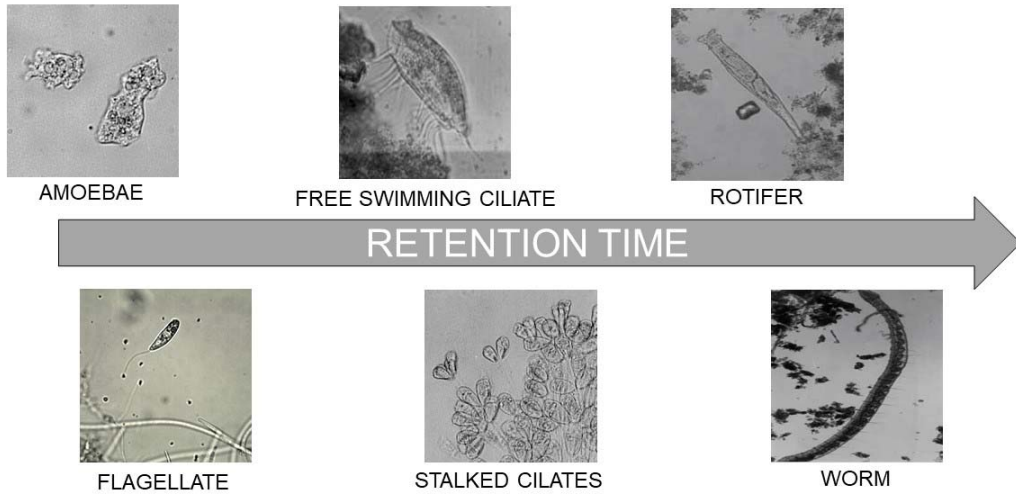 AMOEBAE
FREE SWIMMING CILIATE
ROTIFER
RETENTION TIME
FLAGELLATE
STALKED CILATES
WORM